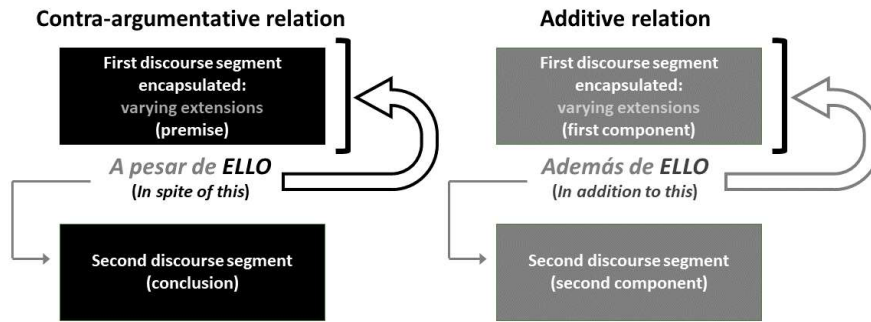 Contra-argumentative relation
First discourse segment
encapsulated:
varying extensions
(premise)
A pesar de ELLO
(In spite of this)
Second discourse segment
(conclusion)
Additive relation
First discourse segment
encapsulated:
varying extensions
(first component)
Además de ELLO
(In addition to this)
Second discourse segment
(second component)